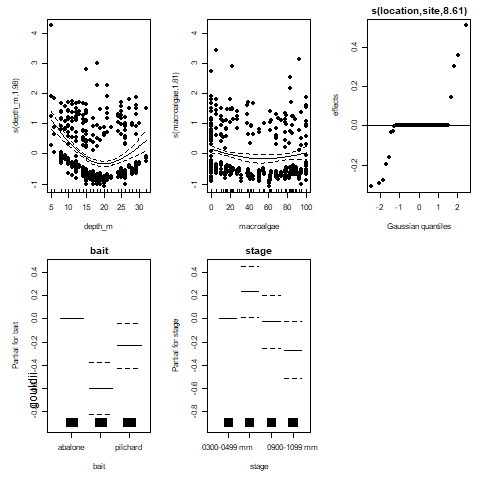 s(location,site,8.61)
s(depth_m,1.98)
4
3
2
1
0
-1
5 10 15 20 25 30
depth_m
s(macroalgae,1.81)
4
3
2
1
0
-1
0 20 40 60 80 100
macroalgae
effects
0.4
0.2
0.0
-0.2
-2 -1 0 1 2
Gaussian quantiles
bait
Partial for bait
gouldii
0.4
0.2
0.0
-0.2
-0.4
-0.6
-0.8
abalone pilchard
bait
stage
Partial for stage
0.4
0.2
0.0
-0.2
-0.4
-0.6
-0.8
0300-0499 mm 0900-1099 mm
stage